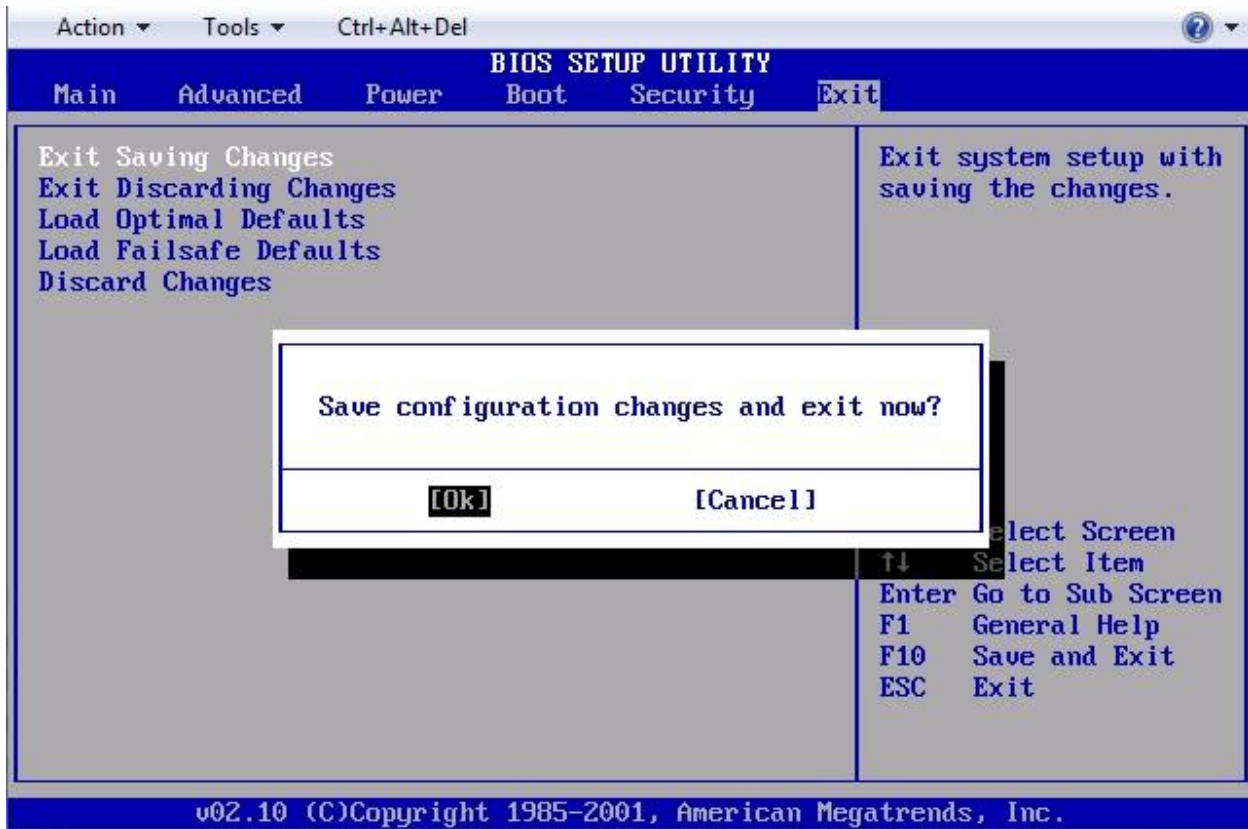 Action Tools Ctrl+Alt+Del
BIOS SETUP UTILITY
Main Advanced Power Boot Security Exit
Exit Saving Changes
Exit Discarding Changes
Load Optimal Defaults
Load Failsafe Defaults
Discard Changes
Exit system setup with
saving the changes.
Save configuration changes and exit now?
[Ok] [Cancel]
elect Screen
↑↓ Select Item
Enter Go to Sub Screen
F1 General Help
F10 Save and Exit
ESC Exit
v02.10 (C)Copyright 1985-2001, American Megatrends, Inc.